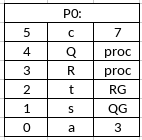 P0:
5 c 7
4 Q proc
3 R proc
2 t RG
1 s QG
0 a 3